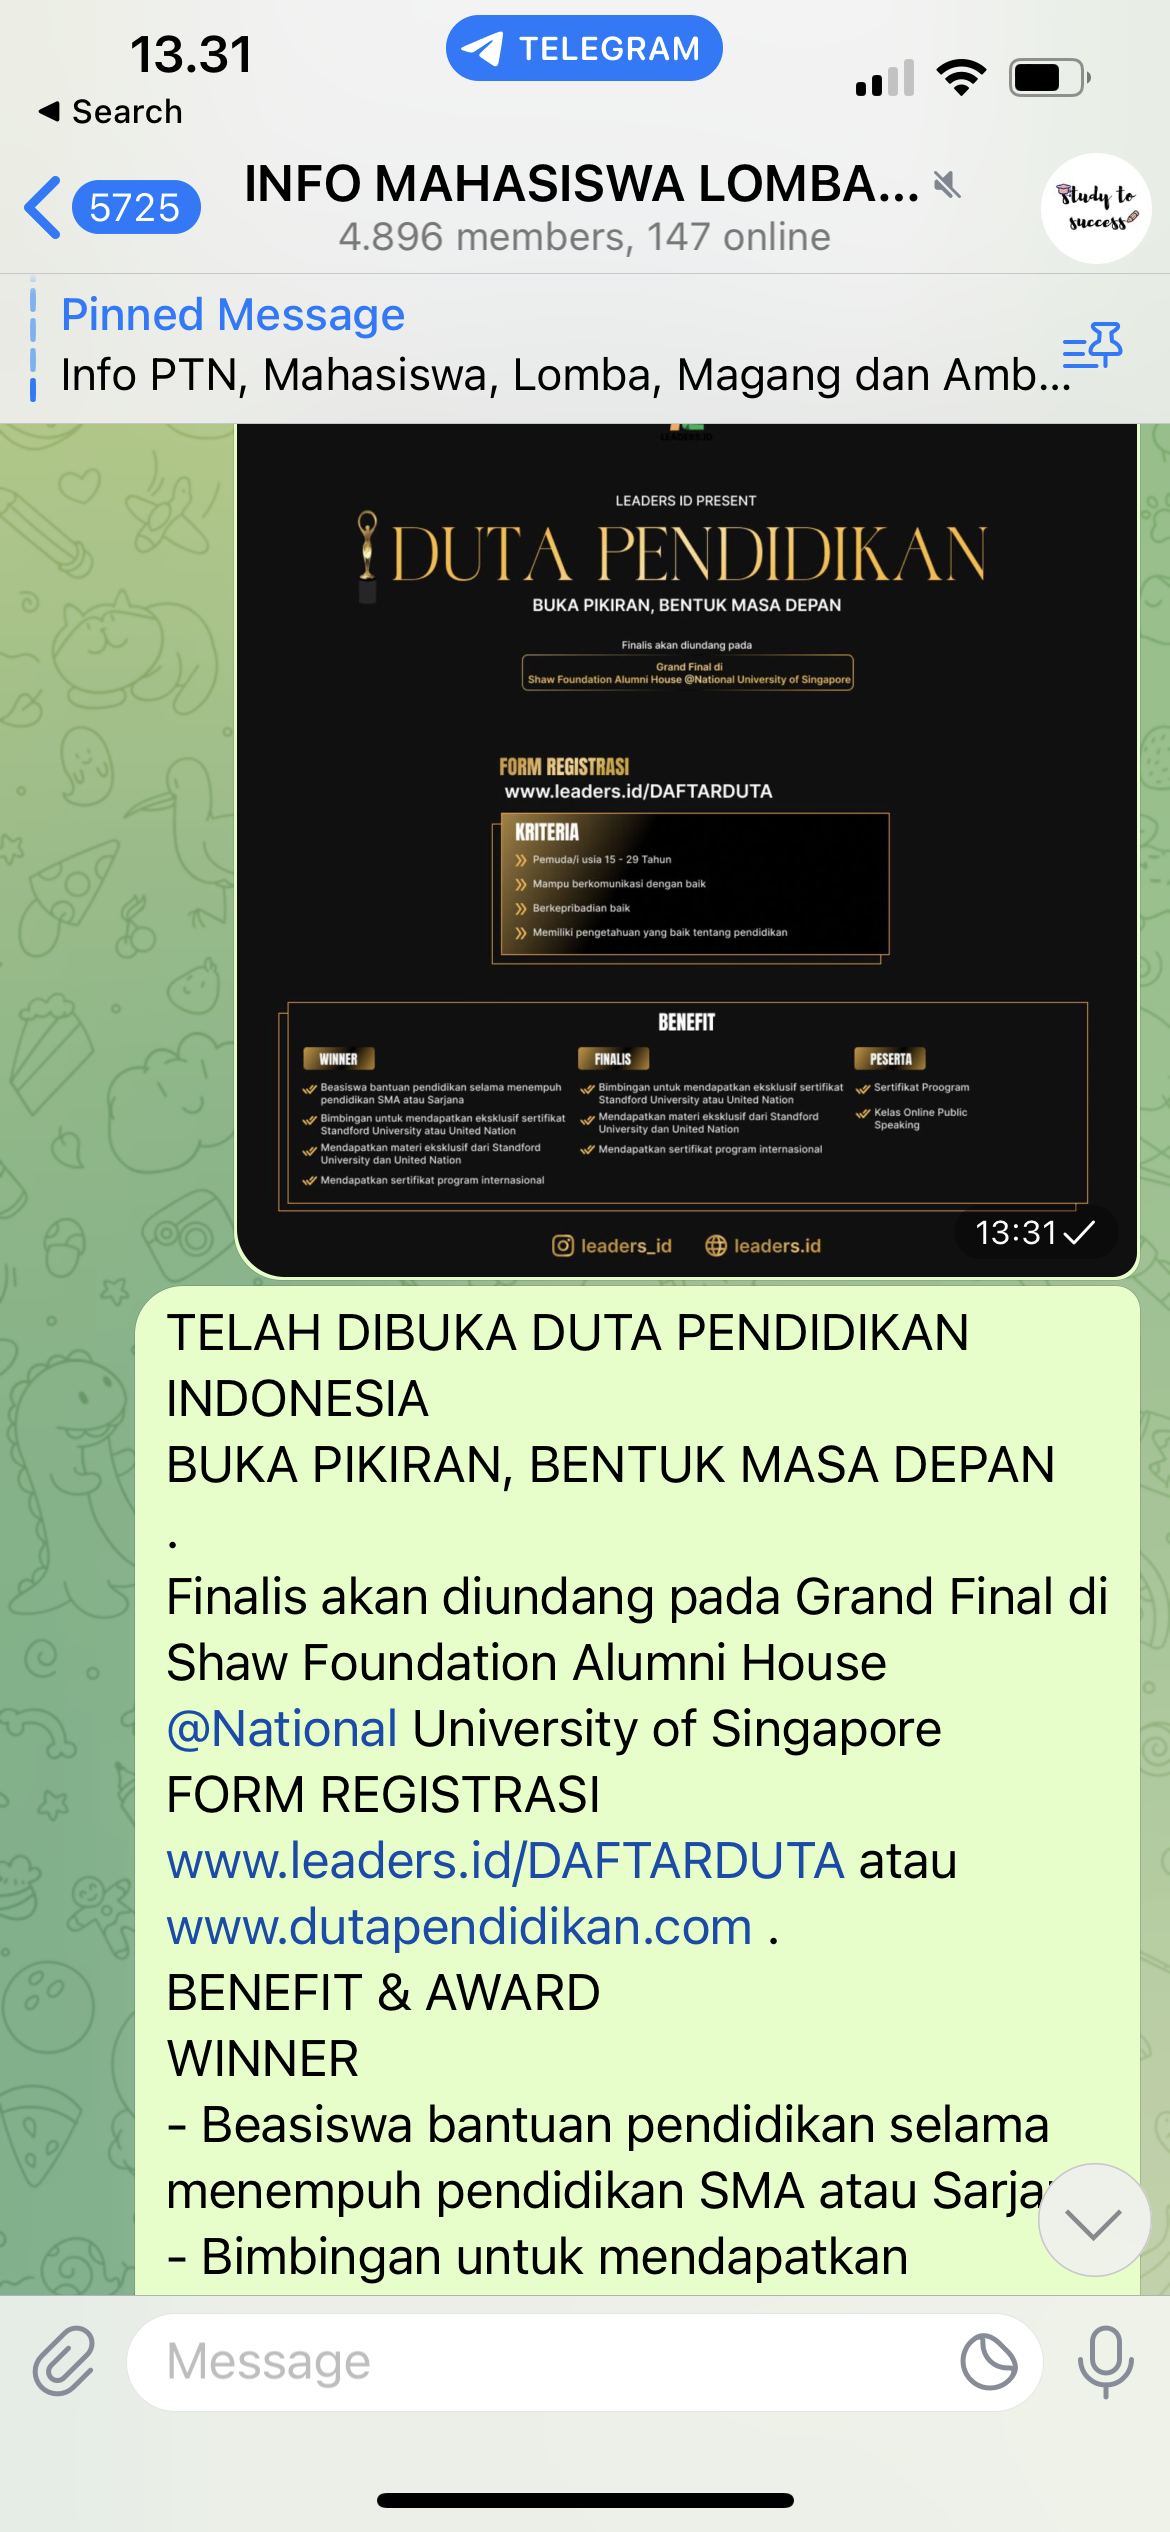 13.31
TELEGRAM
Search
5725
INFO MAHASISWA LOMBA...
4.896 members, 147 online
Study to
success
Pinned Message
Info PTN, Mahasiswa, Lomba, Magang dan Amb...
LEADERS.ID
LEADERS ID PRESENT
DUTA PENDIDIKAN
BUKA PIKIRAN, BENTUK MASA DEPAN
Finalis akan diundang pada
Grand Final di
Shaw Foundation Alumni House @National University of Singapore
FORM REGISTRASI
www.leaders.id/DAFTARDUTA
KRITERIA
Pemuda/i usia 15 - 29 Tahun
Mampu berkomunikasi dengan baik
Berkepribadian baik
Memiliki pengetahuan yang baik tentang pendidikan
BENEFIT
WINNER
Beasiswa bantuan pendidikan selama menempuh
pendidikan SMA atau Sarjana
Bimbingan untuk mendapatkan eksklusif sertifikat
Standford University atau United Nation
Mendapatkan materi eksklusif dari Standford
University dan United Nation
Mendapatkan sertifikat program internasional
FINALIS
Bimbingan untuk mendapatkan eksklusif sertifikat
Standford University atau United Nation
Mendapatkan materi eksklusif dari Standford
University dan United Nation
Mendapatkan sertifikat program internasional
PESERTA
Sertifikat Proogram
Kelas Online Public
Speaking
leaders_id
leaders.id
13:31
TELAH DIBUKA DUTA PENDIDIKAN
INDONESIA
BUKA PIKIRAN, BENTUK MASA DEPAN
.
Finalis akan diundang pada Grand Final di
Shaw Foundation Alumni House
@National University of Singapore
FORM REGISTRASI
www.leaders.id/DAFTARDUTA atau
www.dutapendidikan.com .
BENEFIT & AWARD
WINNER
- Beasiswa bantuan pendidikan selama
menempuh pendidikan SMA atau Sarja
- Bimbingan untuk mendapatkan
Message